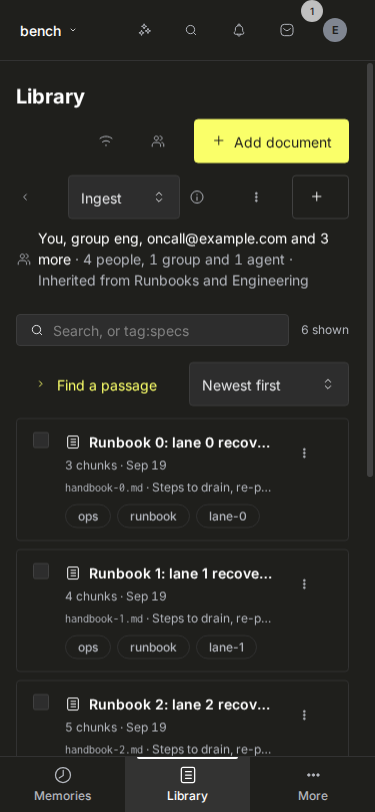 bench
1
E
Library
Add document
Ingest
You, group eng, oncall@example.com and 3
more · 4 people, 1 group and 1 agent ·
Inherited from Runbooks and Engineering
Search, or tag:specs
6 shown
Find a passage
Newest first
Runbook 0: lane 0 recov...
3 chunks · Sep 19
handbook-0.md · Steps to drain, re-p...
ops runbook lane-0
Runbook 1: lane 1 recove...
4 chunks · Sep 19
handbook-1.md · Steps to drain, re-p...
ops runbook lane-1
Runbook 2: lane 2 recov...
5 chunks · Sep 19
handbook-2.md · Steps to drain, re-p...
Memories Library More